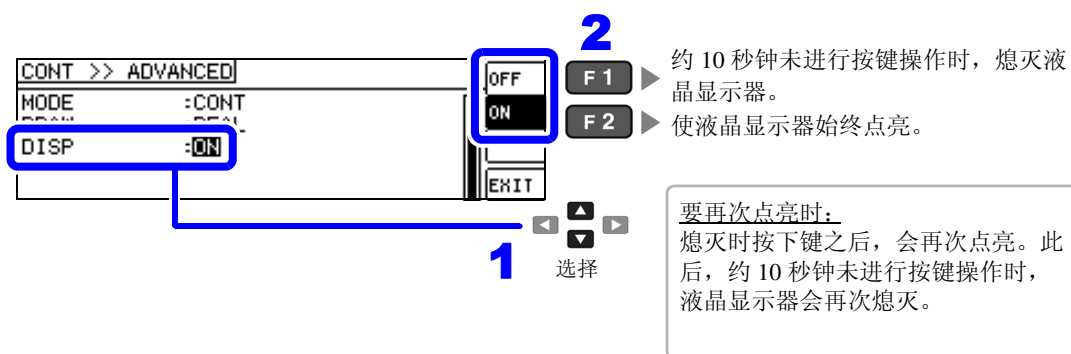 2
CONT >> ADVANCED
OFF
F 1
约 10 秒钟未进行按键操作时，熄灭液
晶显示器。
MODE :CONT
ON
F 2
使液晶显示器始终点亮。
DISP :ON
EXIT
1
选择
要再次点亮时：
熄灭时按下键之后，会再次点亮。此
后，约 10 秒钟未进行按键操作时，
液晶显示器会再次熄灭。